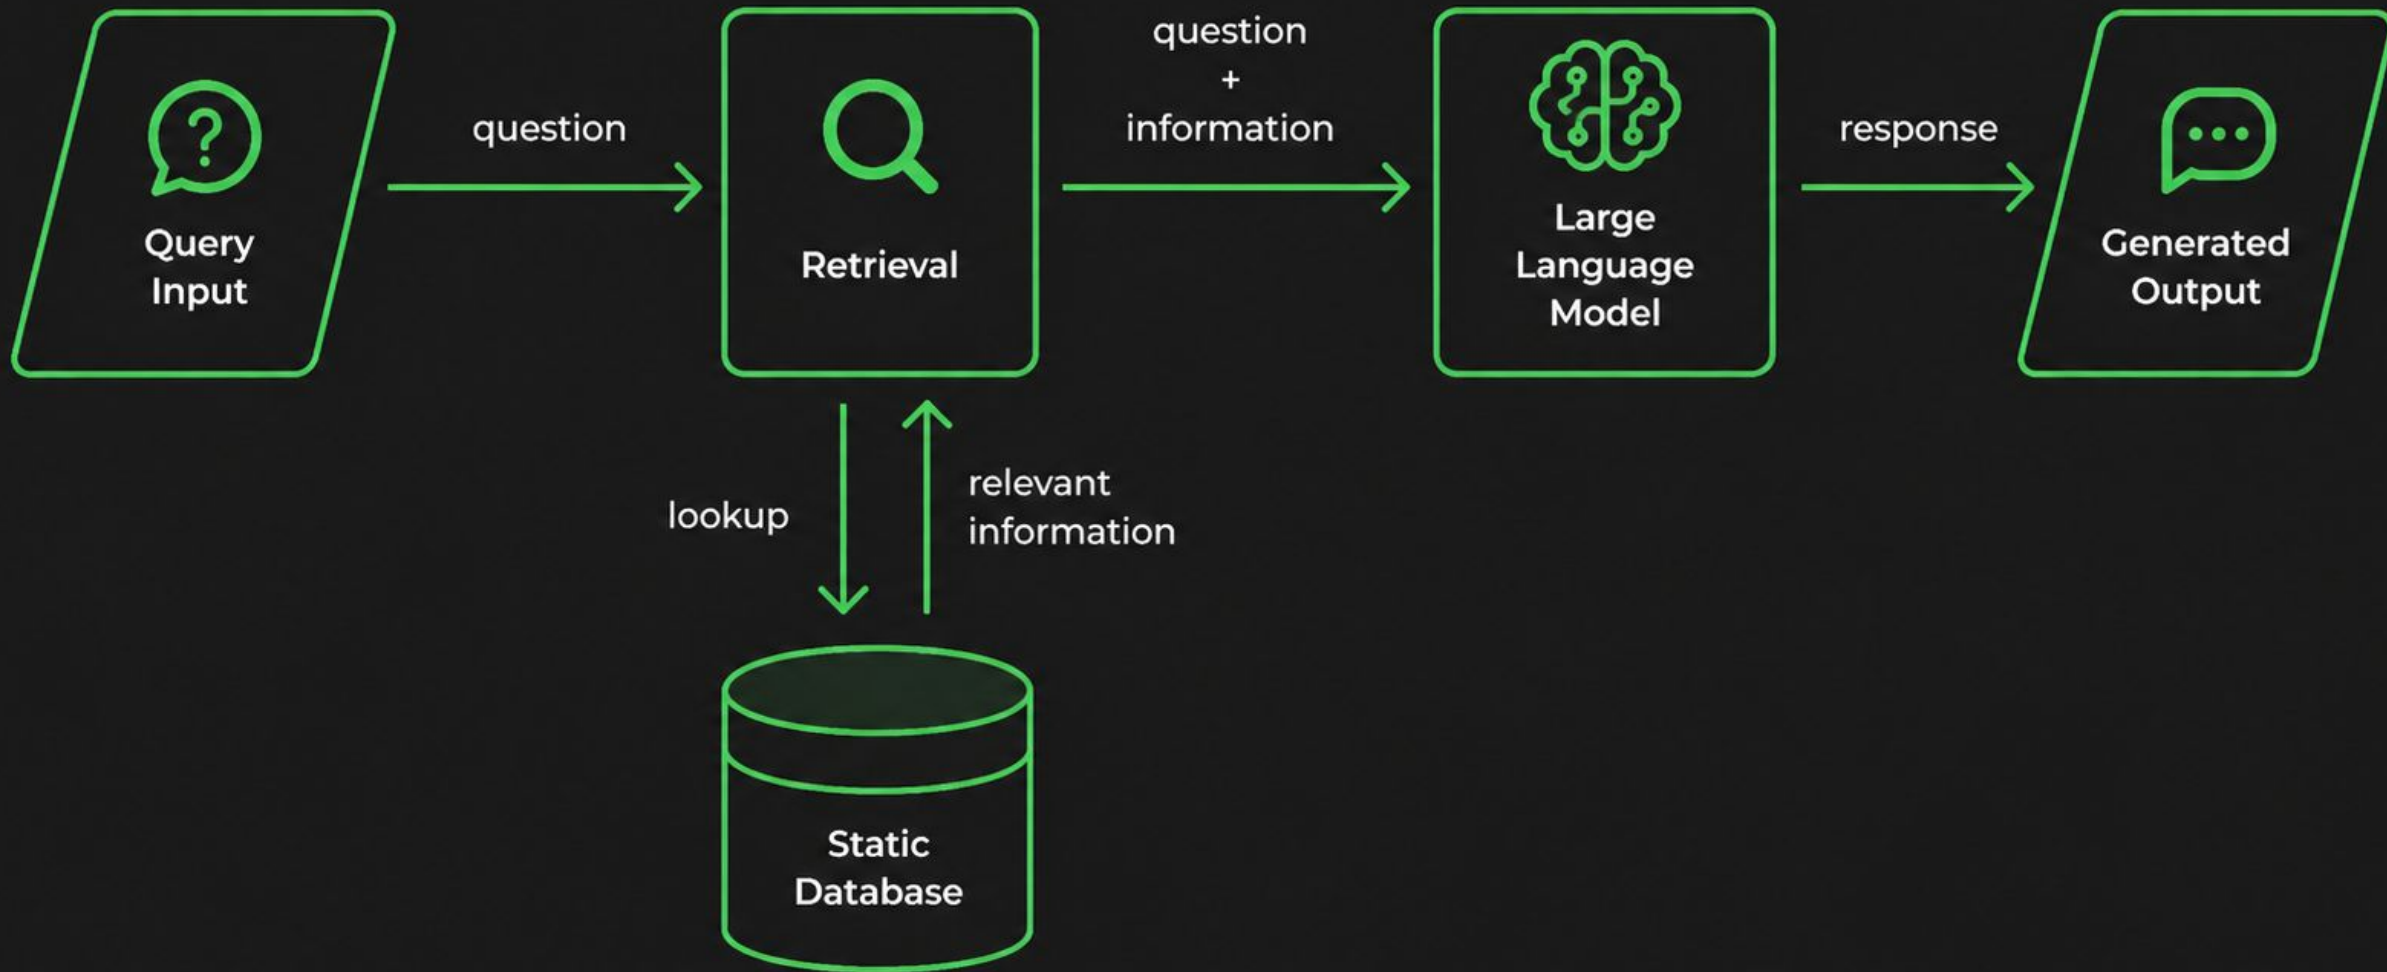 Query
Input
question
Retrieval
question
+
information
Large
Language
Model
response
Generated
Output
lookup
relevant
information
Static
Database